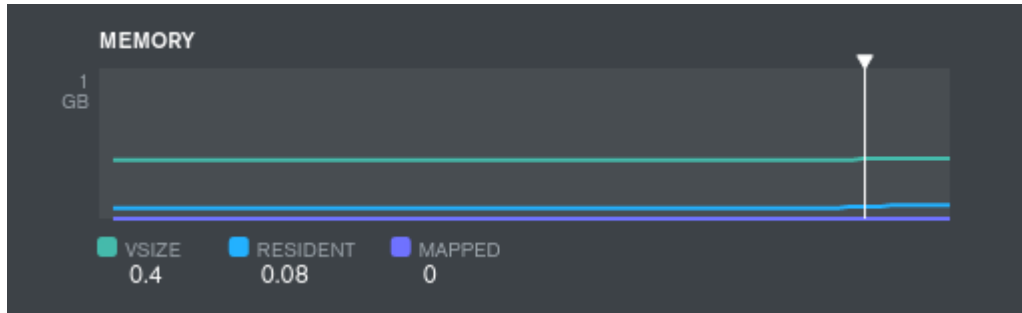 MEMORY
1
GB
VSIZE RESIDENT MAPPED
0.4 0.08 0